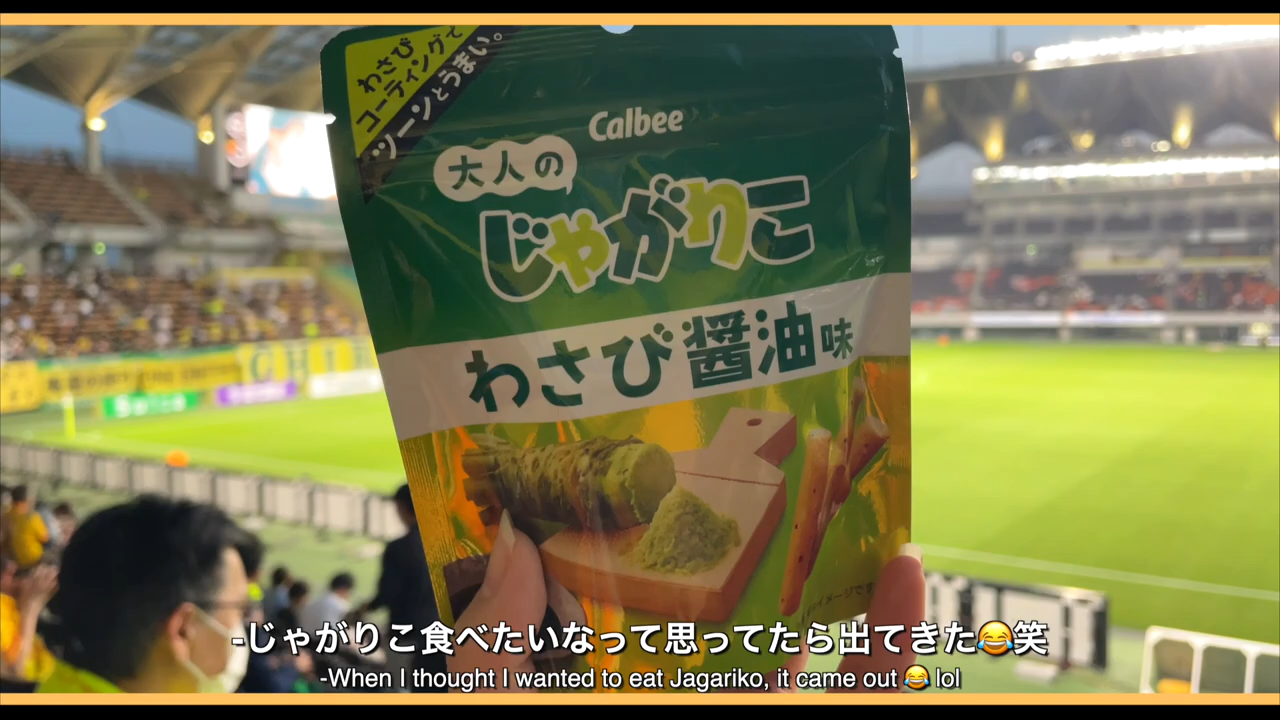 わさび
コーティングで
ツーンとうまい。
Calbee
大人の
じゃがりこ
わさび醤油味
-じゃがりこ食べたいなって思ってたら出てきた😂笑
-When I thought I wanted to eat Jagariko, it came out 😂 lol